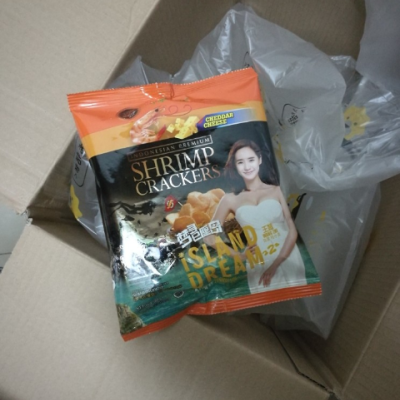 CHEDDAR
CHEESE
INDONESIAN PREMIUM
SHRIMP
CRACKERS
ISLAND
DREAM